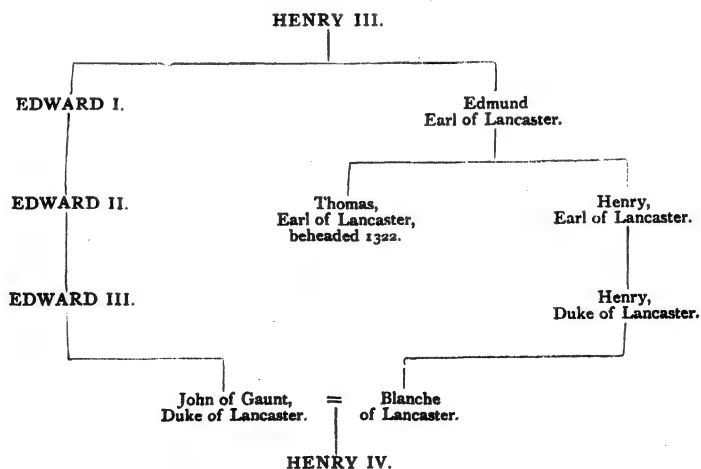 HENRY III.
EDWARD I.
Edmund
Earl of Lancaster.
EDWARD II.
Thomas,
Earl of Lancaster,
beheaded 1322.
Henry,
Earl of Lancaster.
EDWARD III.
Henry,
Duke of Lancaster.
John of Gaunt,
Duke of Lancaster.
=
Blanche
of Lancaster.
HENRY IV.